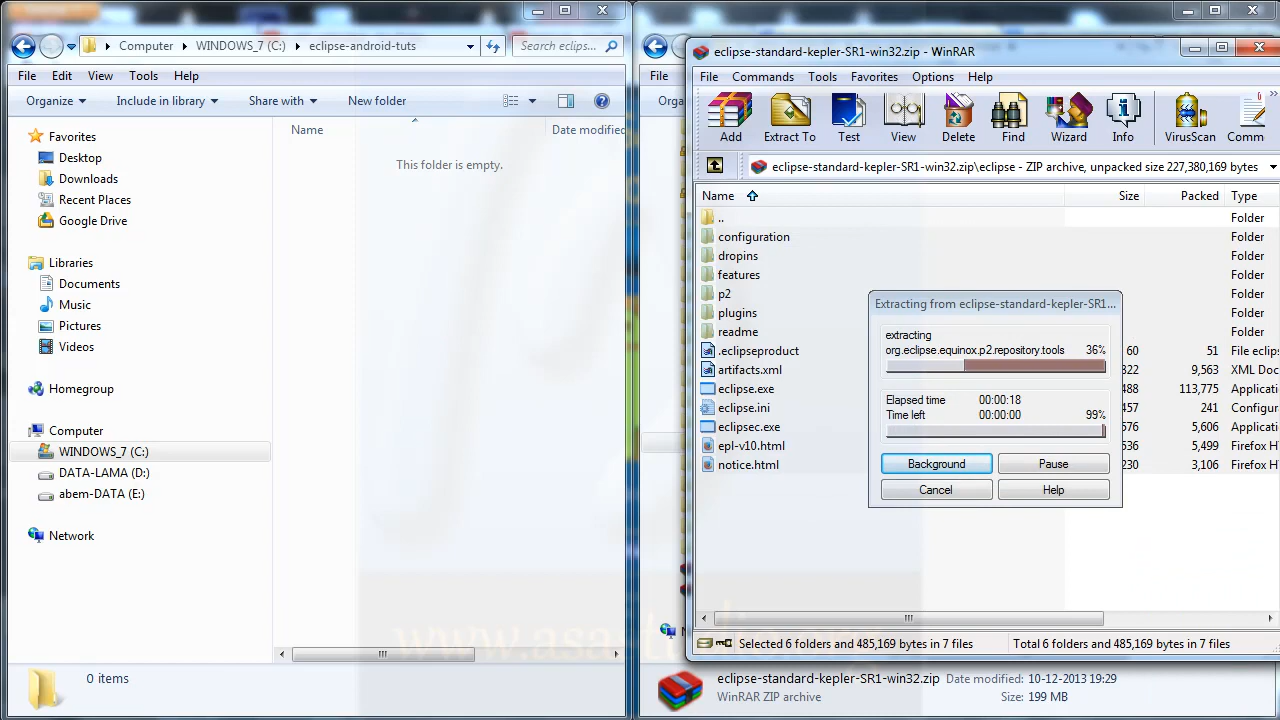 Computer WINDOWS_7 (C:) eclipse-android-tuts
Search eclips...
File Edit View Tools Help
Organize Include in library Share with New folder
Favorites
Desktop
Downloads
Recent Places
Google Drive
Libraries
Documents
Music
Pictures
Videos
Homegroup
Computer
WINDOWS_7 (C:)
DATA-LAMA (D:)
abem-DATA (E:)
Network
Name Date modified
This folder is empty.
0 items
File
Orga
eclipse-standard-kepler-SR1-win32.zip - WinRAR
File Commands Tools Favorites Options Help
Add Extract To Test View Delete Find Wizard Info VirusScan Comm
eclipse-standard-kepler-SR1-win32.zip\eclipse - ZIP archive, unpacked size 227,380,169 bytes
Name Size Packed Type
.. Folder
configuration Folder
dropins Folder
features Folder
p2 Folder
plugins Folder
readme Folder
.eclipseproduct 60 51 File eclips
artifacts.xml 322 9,563 XML Doc
eclipse.exe 488 113,775 Applicati
eclipse.ini 457 241 Configur
eclipsec.exe 576 5,606 Applicati
epl-v10.html 530 5,499 Firefox H
notice.html 230 3,106 Firefox H
Extracting from eclipse-standard-kepler-SR1...
extracting
org.eclipse.equinox.p2.repository.tools 36%
Elapsed time 00:00:18
Time left 00:00:00 99%
Background Pause
Cancel Help
Selected 6 folders and 485,169 bytes in 7 files Total 6 folders and 485,169 bytes in 7 files
eclipse-standard-kepler-SR1-win32.zip Date modified: 10-12-2013 19:29
WinRAR ZIP archive Size: 199 MB